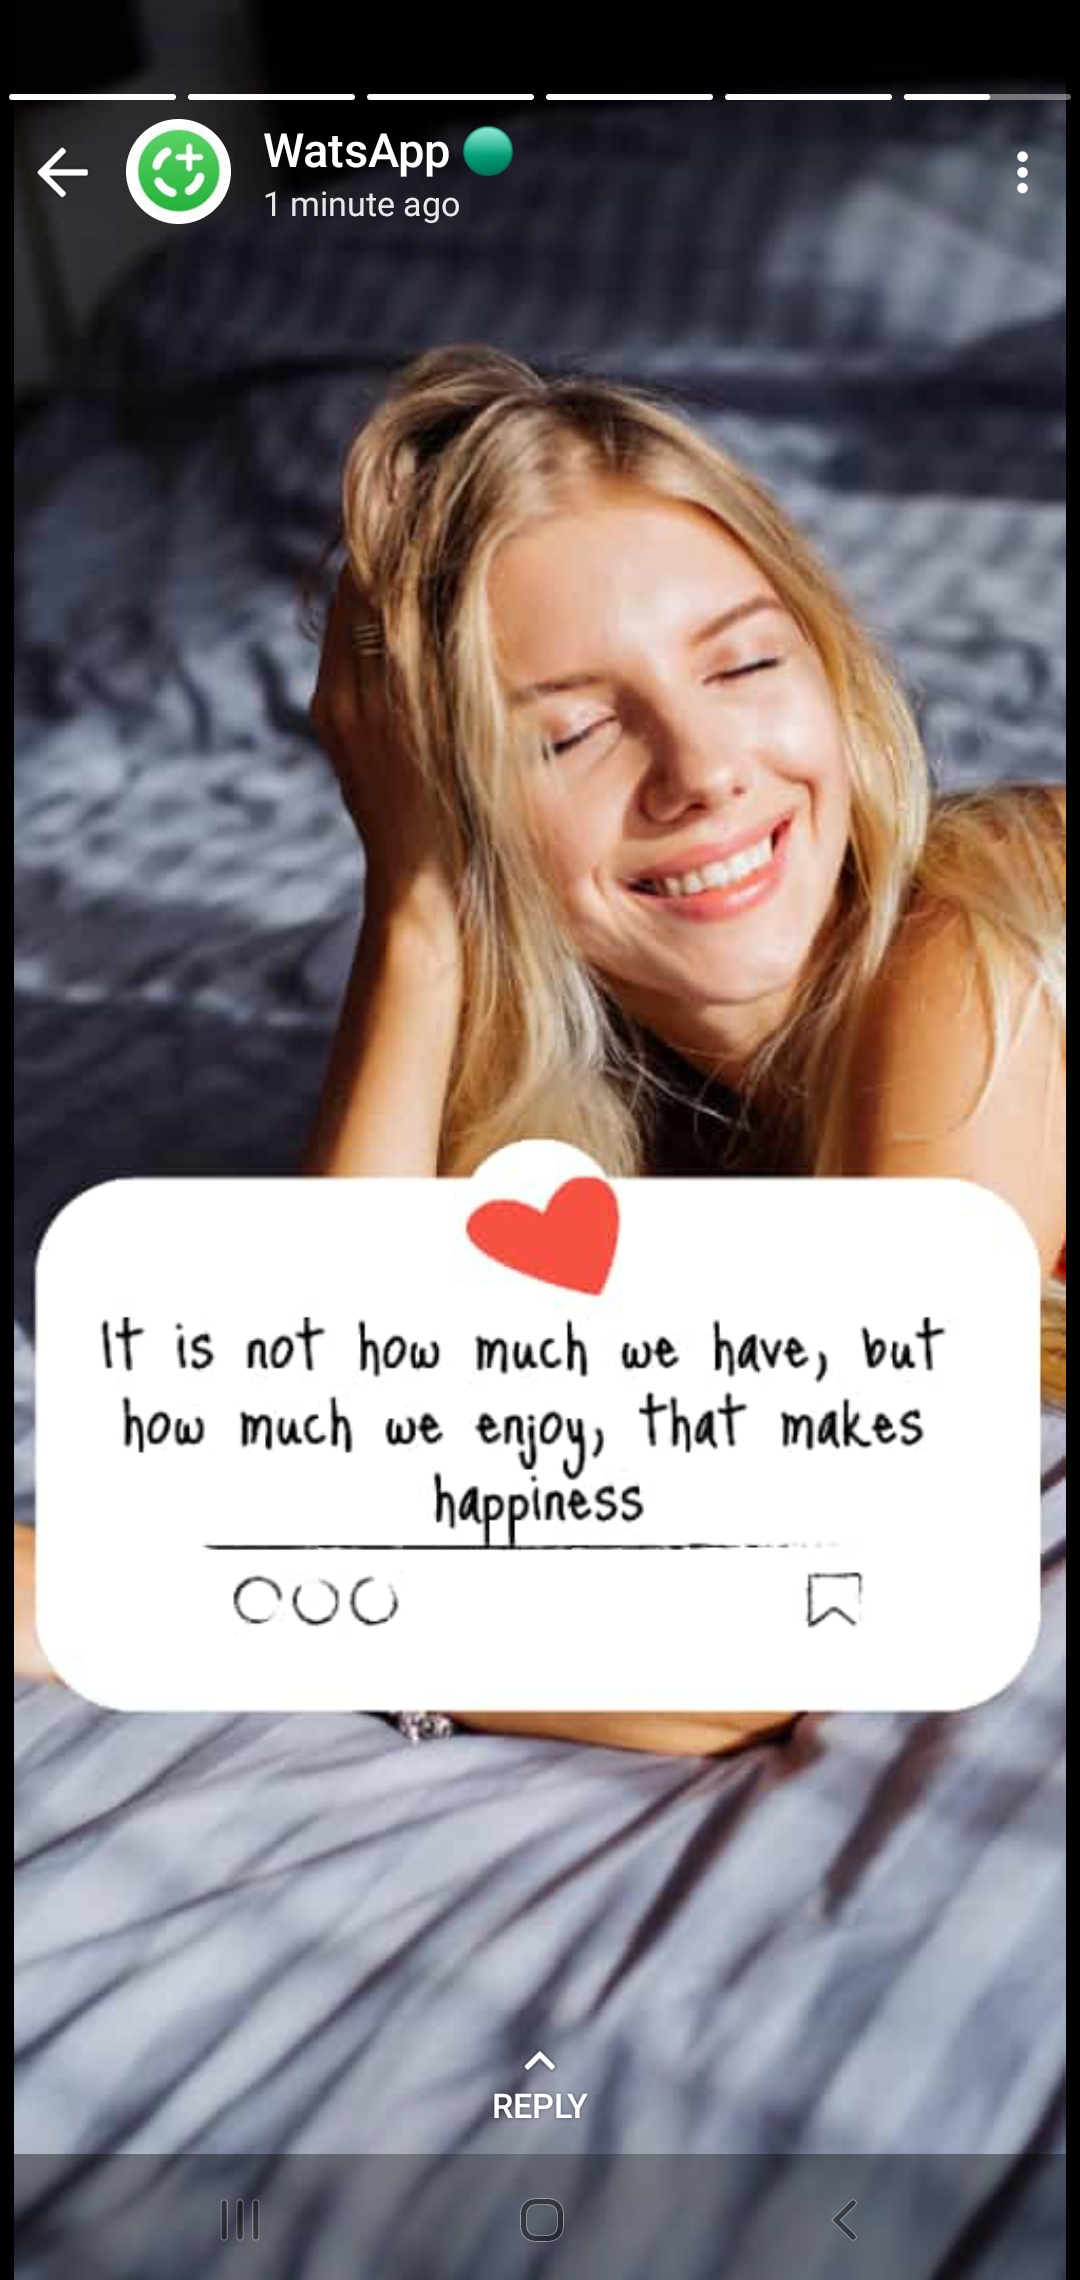 WatsApp
1 minute ago
It is not how much we have, but
how much we enjoy, that makes
happiness
REPLY